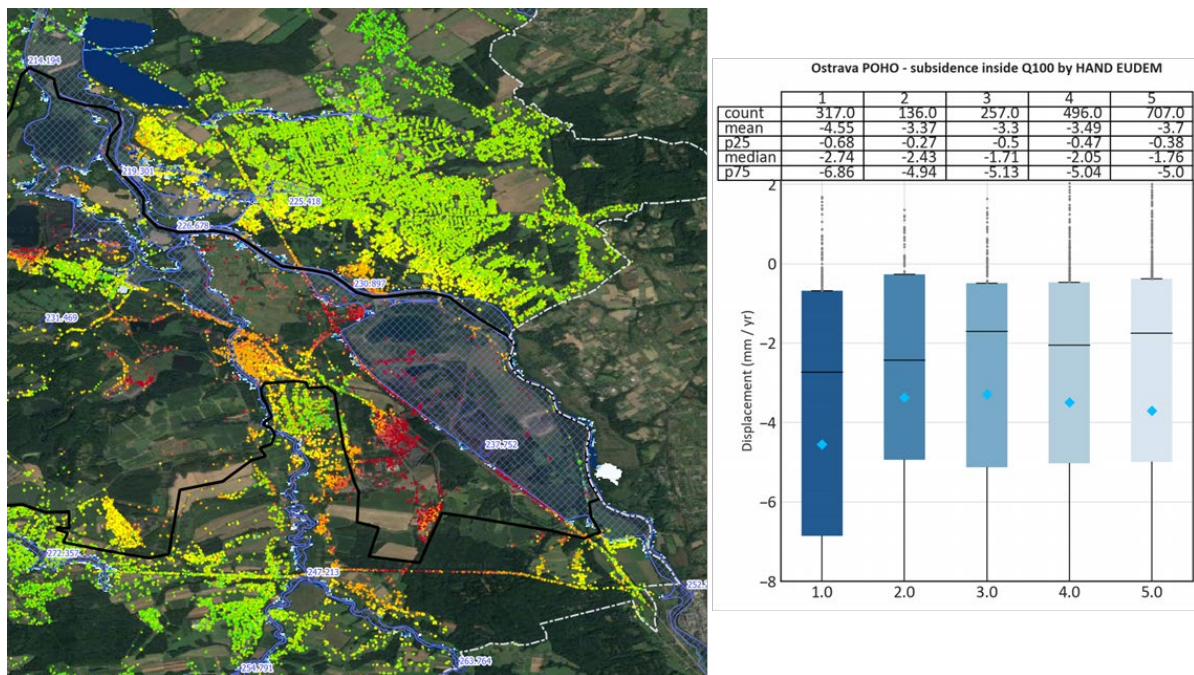 214.194
219.301
225.418
226.678
230.897
231.469
237.752
272.357
247.213
252.
254.791
263.764
Ostrava POHO - subsidence inside Q100 by HAND EUDEM
1 2 3 4 5
count 317.0 136.0 257.0 496.0 707.0
mean -4.55 -3.37 -3.3 -3.49 -3.7
p25 -0.68 -0.27 -0.5 -0.47 -0.38
median -2.74 -2.43 -1.71 -2.05 -1.76
p75 -6.86 -4.94 -5.13 -5.04 -5.0
2
0
−2
−4
−6
−8
Displacement (mm / yr)
1.0 2.0 3.0 4.0 5.0